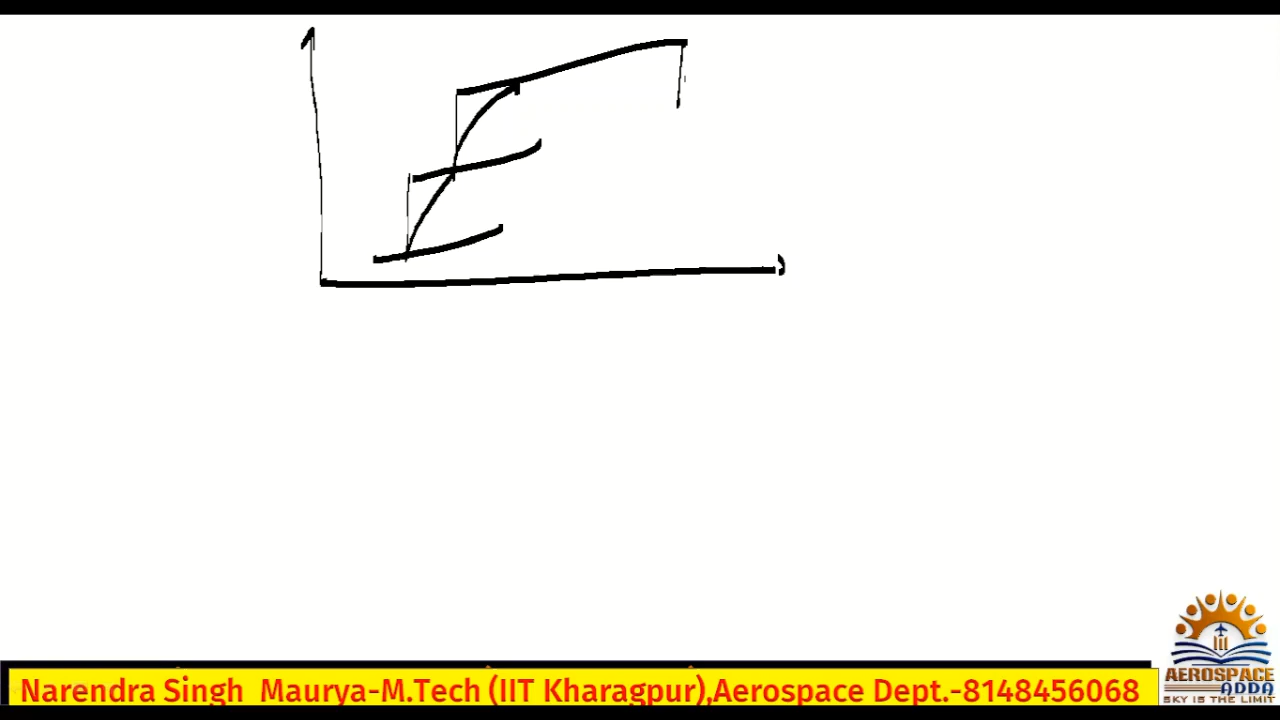 Narendra Singh Maurya-M.Tech (IIT Kharagpur),Aerospace Dept.-8148456068
AEROSPACE
ADDA
SKY IS THE LIMIT